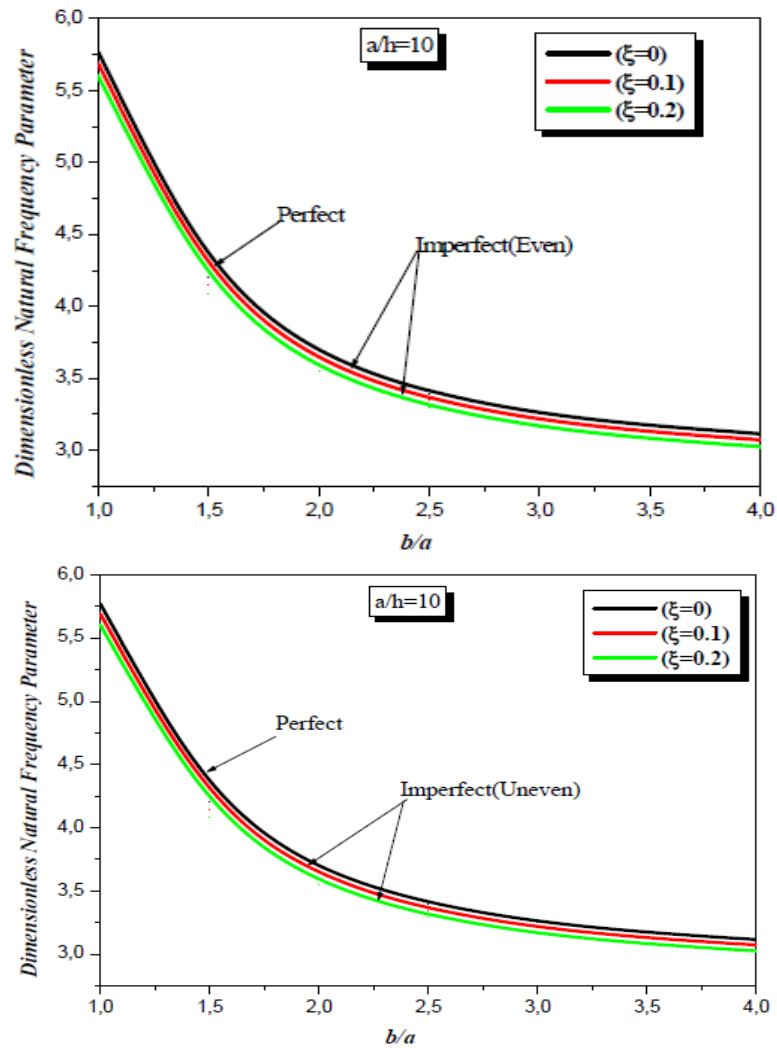 6,0
a/h=10
(ξ=0)
(ξ=0.1)
(ξ=0.2)
5,5
5,0
Perfect
4,5
Imperfect(Even)
4,0
3,5
3,0
Dimensionless Natural Frequency Parameter
1,0 1,5 2,0 2,5 3,0 3,5 4,0
b/a
6,0
a/h=10
(ξ=0)
(ξ=0.1)
(ξ=0.2)
5,5
5,0
Perfect
4,5
Imperfect(Uneven)
4,0
3,5
3,0
Dimensionless Natural Frequency Parameter
1,0 1,5 2,0 2,5 3,0 3,5 4,0
b/a